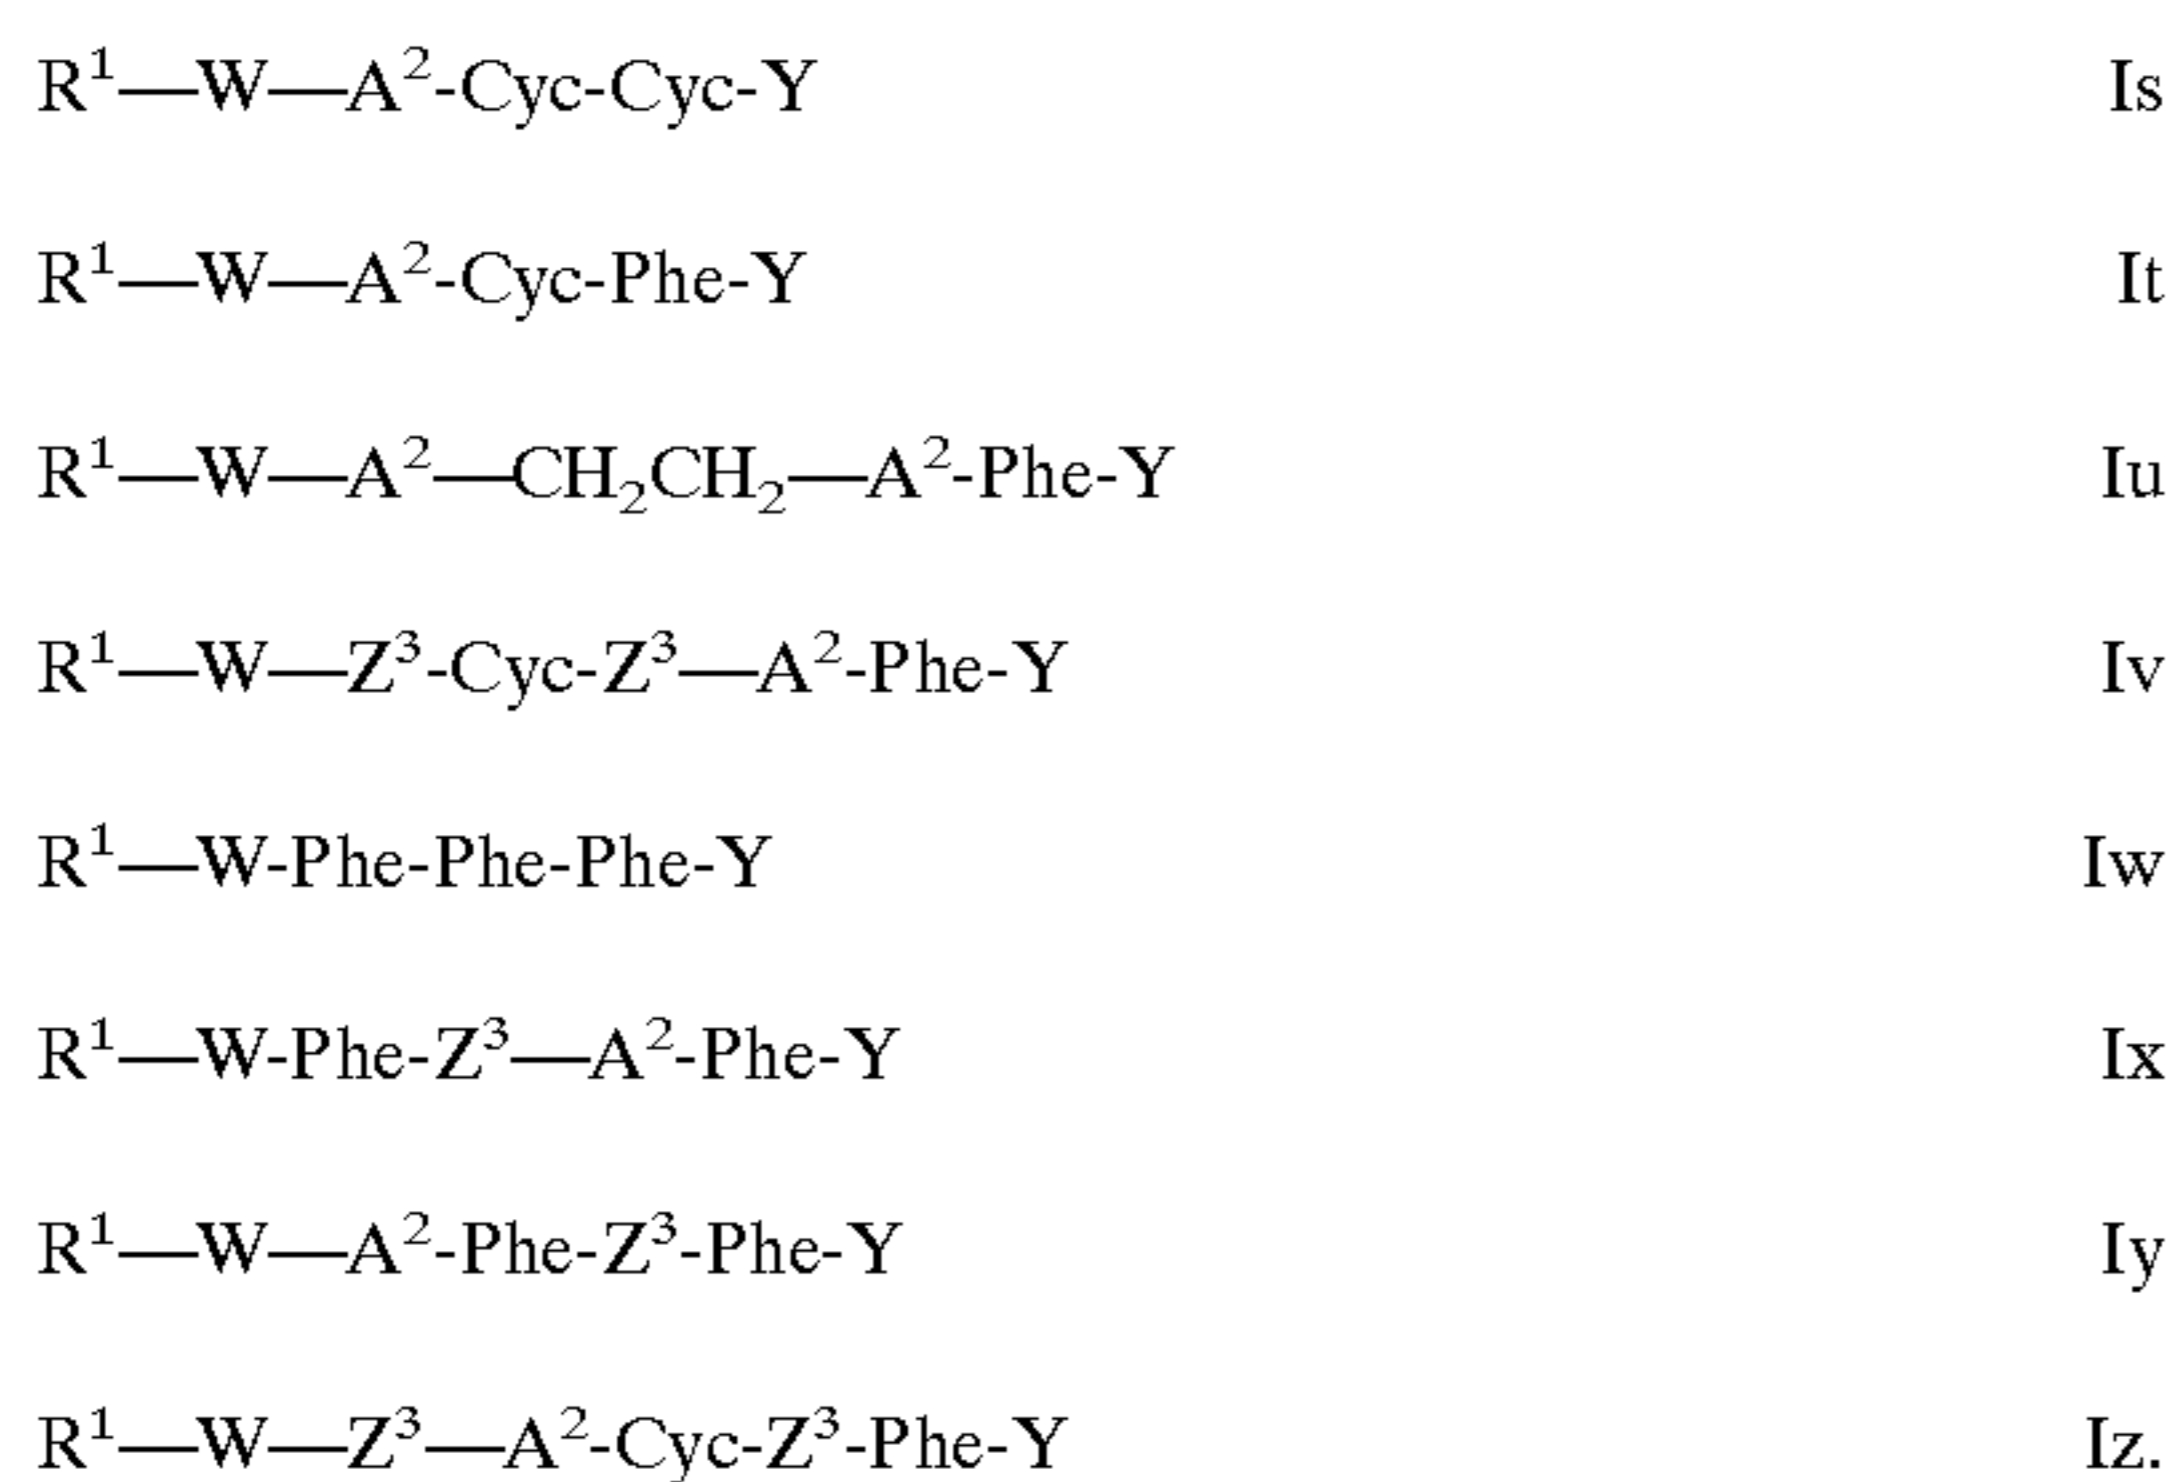 R¹—W—A²-Cyc-Cyc-Y Is
R¹—W—A²-Cyc-Phe-Y It
R¹—W—A²—CH₂CH₂—A²-Phe-Y Iu
R¹—W—Z³-Cyc-Z³—A²-Phe-Y Iv
R¹—W-Phe-Phe-Phe-Y Iw
R¹—W-Phe-Z³—A²-Phe-Y Ix
R¹—W—A²-Phe-Z³-Phe-Y Iy
R¹—W—Z³—A²-Cyc-Z³-Phe-Y Iz.